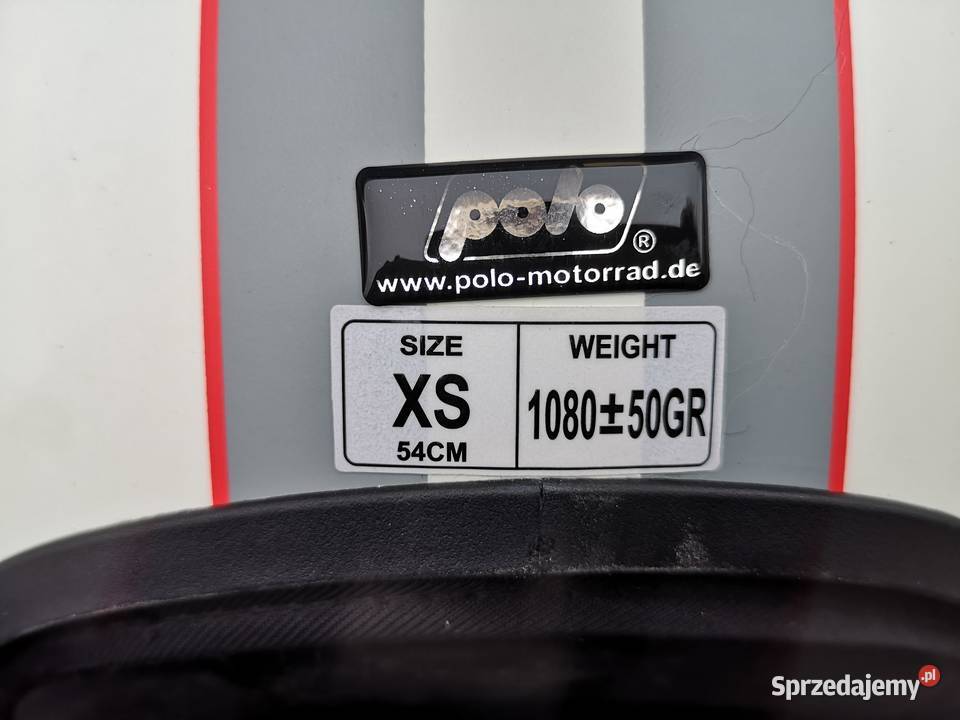 polo®
www.polo-motorrad.de
SIZE
XS
54CM
WEIGHT
1080±50GR
Sprzedajemy.pl